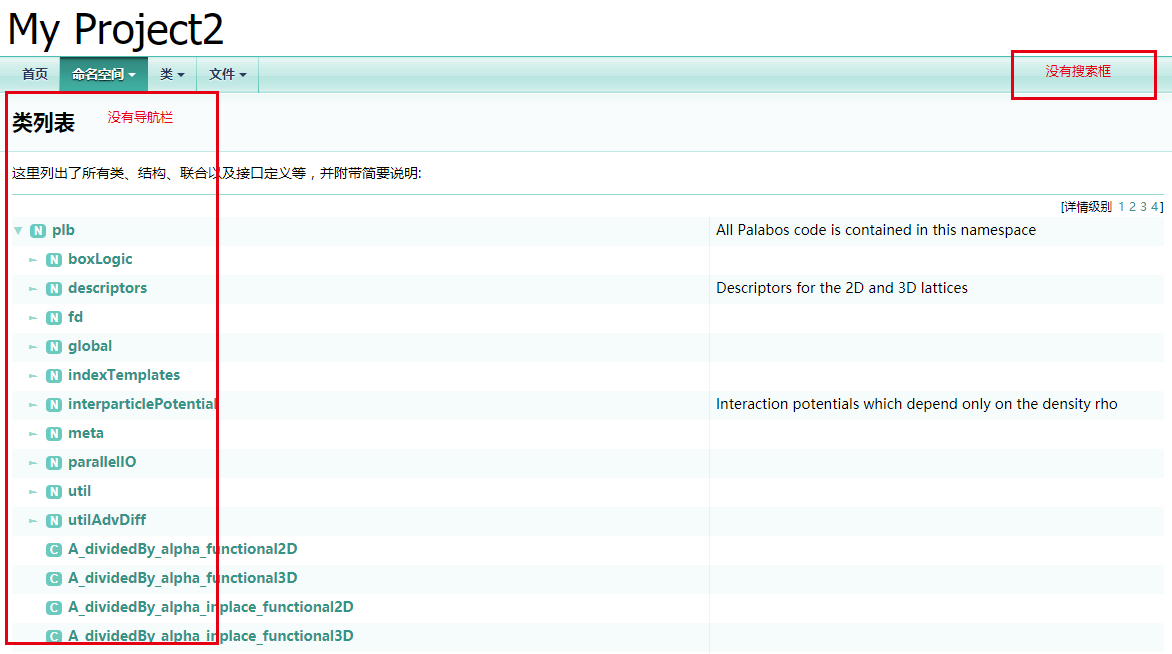 My Project2
首页 命名空间 类 文件 没有搜索框
类列表 没有导航栏
这里列出了所有类、结构、联合以及接口定义等，并附带简要说明:
[详情级别 1 2 3 4]
N plb All Palabos code is contained in this namespace
N boxLogic
N descriptors Descriptors for the 2D and 3D lattices
N fd
N global
N indexTemplates
N interparticlePotential Interaction potentials which depend only on the density rho
N meta
N parallelIO
N util
N utilAdvDiff
C A_dividedBy_alpha_functional2D
C A_dividedBy_alpha_functional3D
C A_dividedBy_alpha_inplace_functional2D
C A_dividedBy_alpha_inplace_functional3D